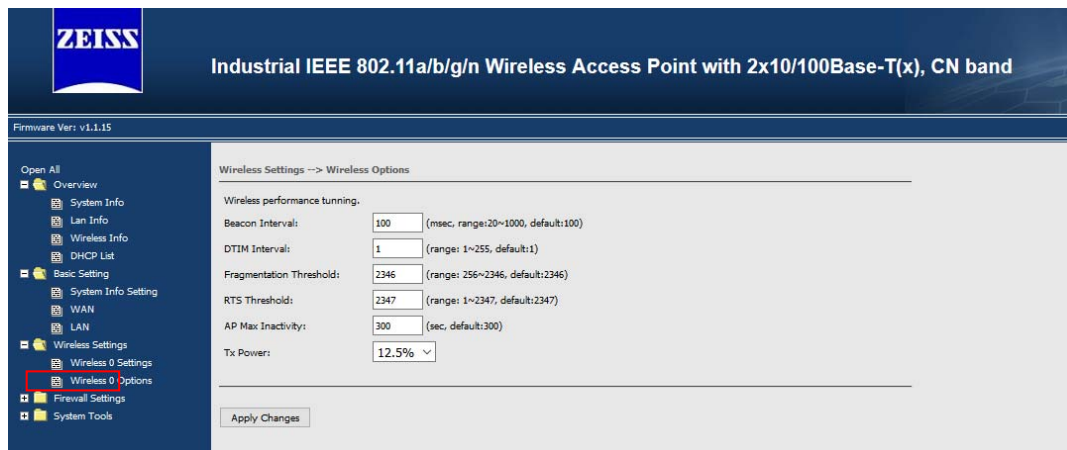 ZEISS
Industrial IEEE 802.11a/b/g/n Wireless Access Point with 2x10/100Base-T(x), CN band
Firmware Ver: v1.1.15
Open All
Overview
System Info
Lan Info
Wireless Info
DHCP List
Basic Setting
System Info Setting
WAN
LAN
Wireless Settings
Wireless 0 Settings
Wireless 0 Options
Firewall Settings
System Tools
Wireless Settings --> Wireless Options
Wireless performance tunning.
Beacon Interval: 100 (msec, range:20~1000, default:100)
DTIM Interval: 1 (range: 1~255, default:1)
Fragmentation Threshold: 2346 (range: 256~2346, default:2346)
RTS Threshold: 2347 (range: 1~2347, default:2347)
AP Max Inactivity: 300 (sec, default:300)
Tx Power: 12.5%
Apply Changes